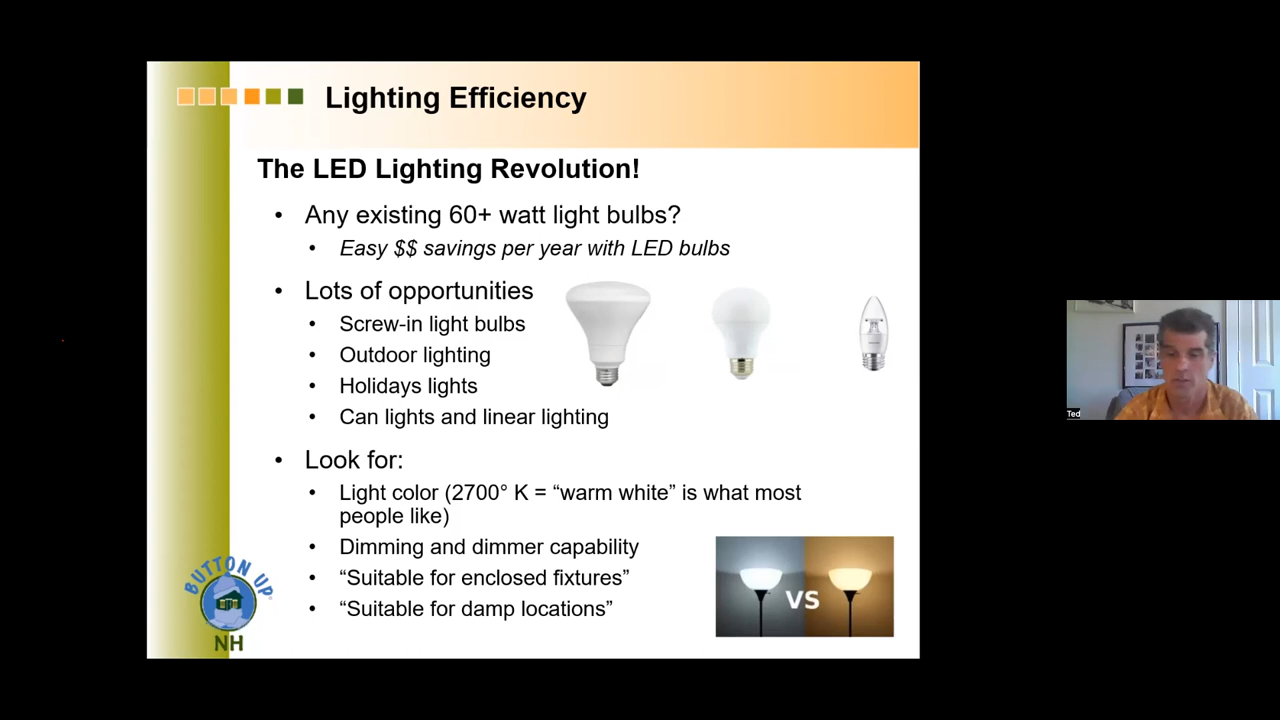 Lighting Efficiency
The LED Lighting Revolution!
• Any existing 60+ watt light bulbs?
• Easy $$ savings per year with LED bulbs
• Lots of opportunities
• Screw-in light bulbs
• Outdoor lighting
• Holidays lights
• Can lights and linear lighting
• Look for:
• Light color (2700° K = “warm white” is what most
people like)
• Dimming and dimmer capability
• “Suitable for enclosed fixtures”
• “Suitable for damp locations”
VS
BUTTON UP
NH
Ted